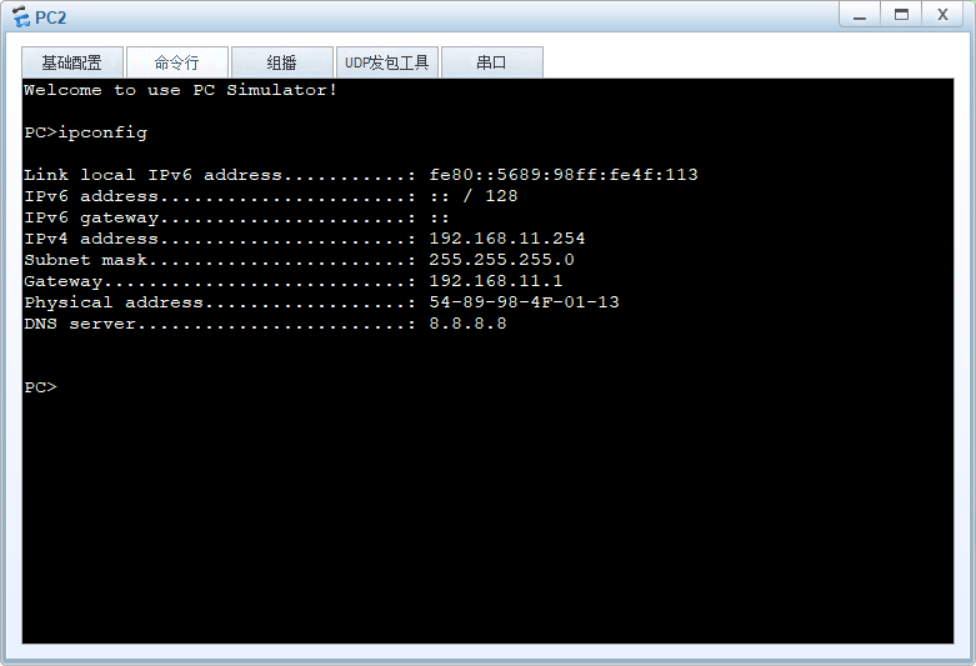 PC2
基础配置 命令行 组播 UDP发包工具 串口
Welcome to use PC Simulator!
PC>ipconfig
Link local IPv6 address...........: fe80::5689:98ff:fe4f:113
IPv6 address......................: :: / 128
IPv6 gateway......................: ::
IPv4 address......................: 192.168.11.254
Subnet mask.......................: 255.255.255.0
Gateway...........................: 192.168.11.1
Physical address..................: 54-89-98-4F-01-13
DNS server........................: 8.8.8.8
PC>